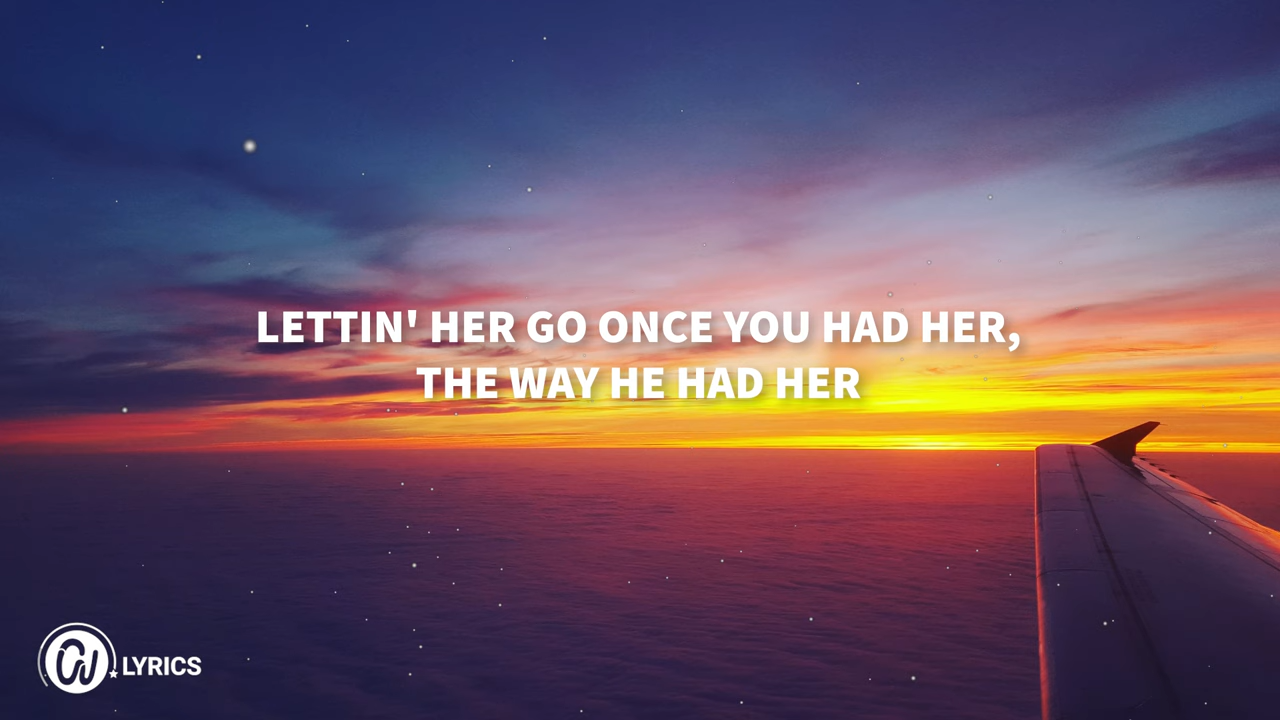 LETTIN' HER GO ONCE YOU HAD HER,
THE WAY HE HAD HER
LYRICS